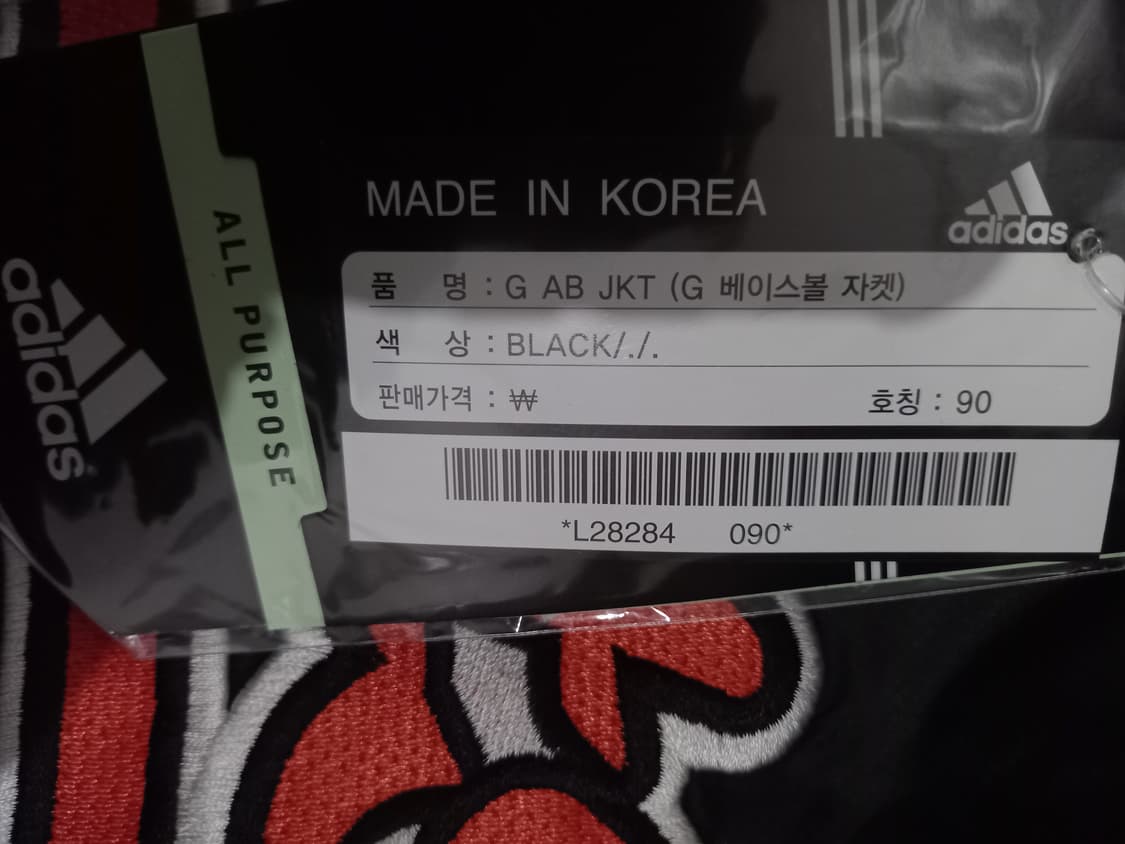 adidas
ALL PURPOSE
MADE IN KOREA
adidas
품 명 : G AB JKT (G 베이스볼 자켓)
색 상 : BLACK/./.
판매가격 : ₩ 호칭 : 90
*L28284 090*